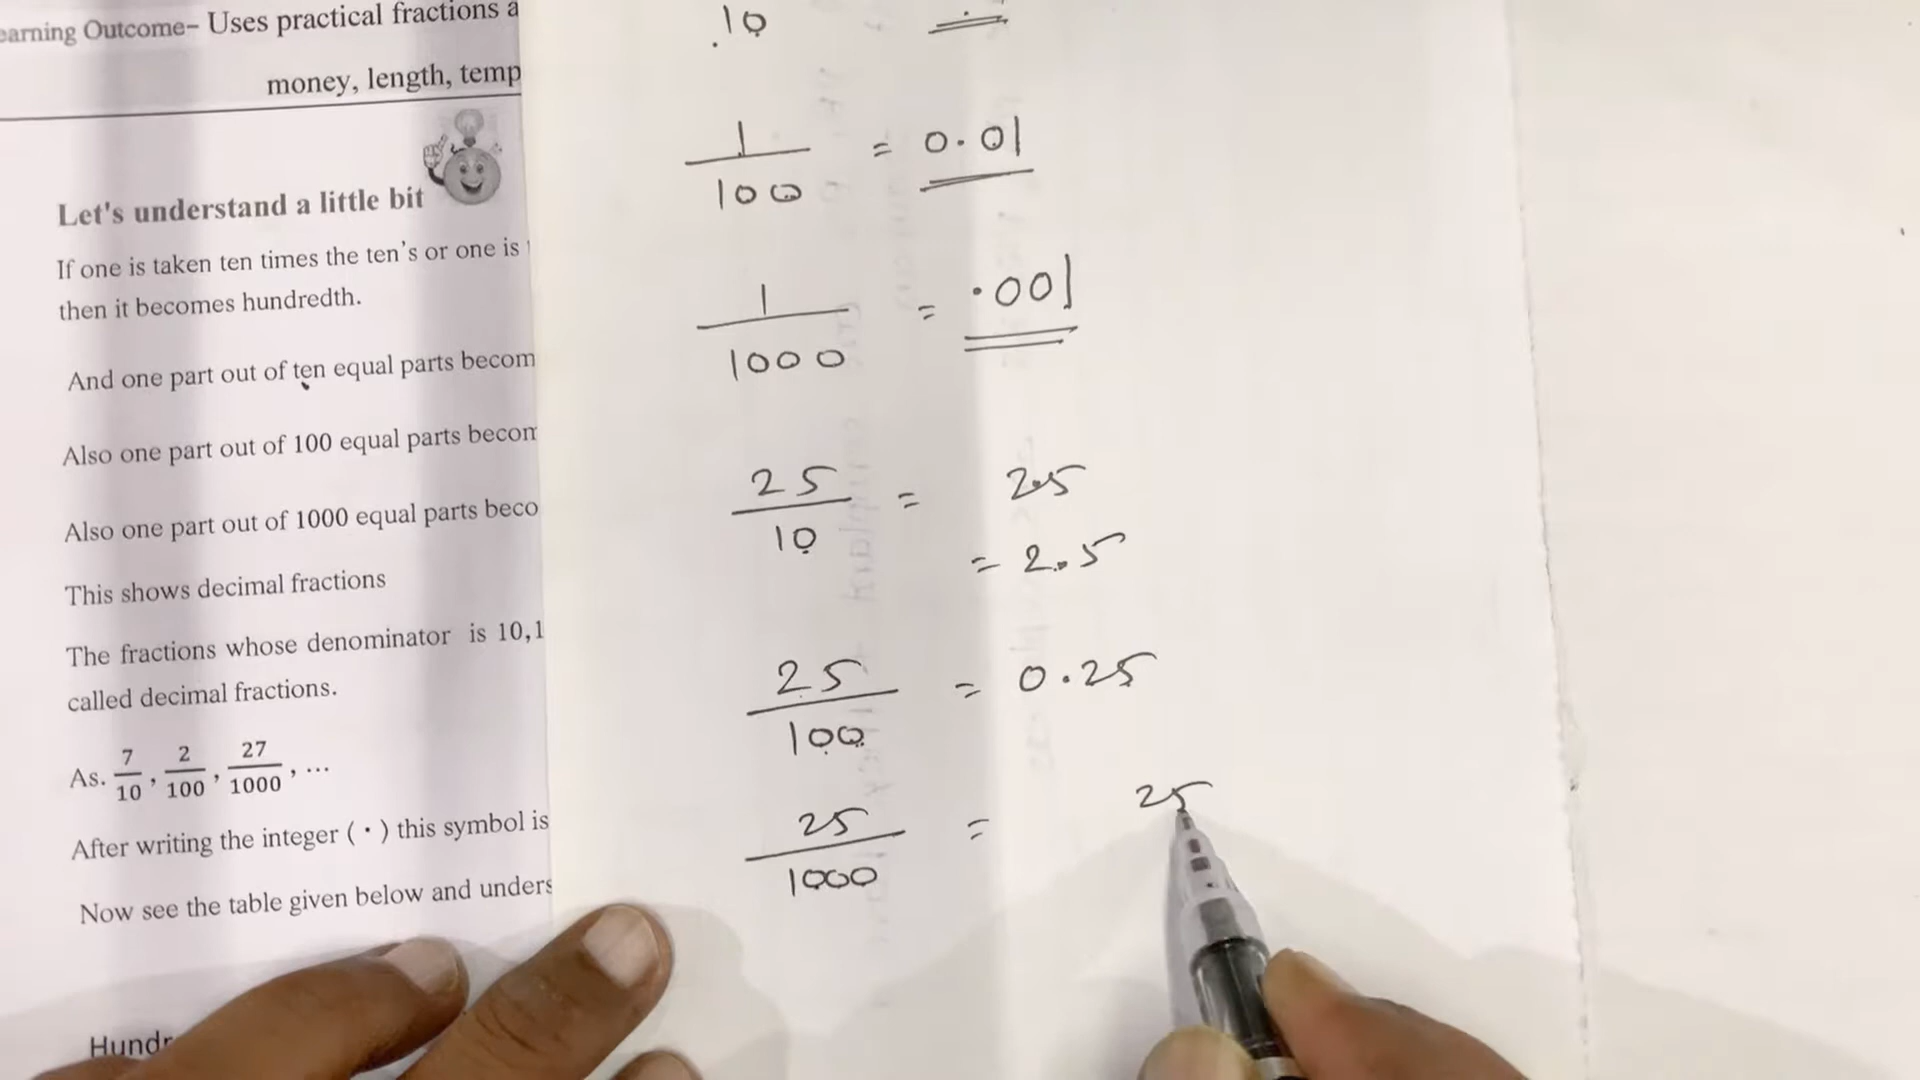 earning Outcome– Uses practical fractions a
money, length, temp
Let's understand a little bit
If one is taken ten times the ten's or one is
then it becomes hundredth.
And one part out of ten equal parts becom
Also one part out of 100 equal parts becom
Also one part out of 1000 equal parts beco
This shows decimal fractions
The fractions whose denominator is 10,1
called decimal fractions.
As. 7/10, 2/100, 27/1000, ...
After writing the integer (·) this symbol is
Now see the table given below and unders
Hundr
10
1/100 = 0.01
1/1000 = .001
25/10 = 2.5
= 2.5
25/100 = 0.25
25/1000 = 25